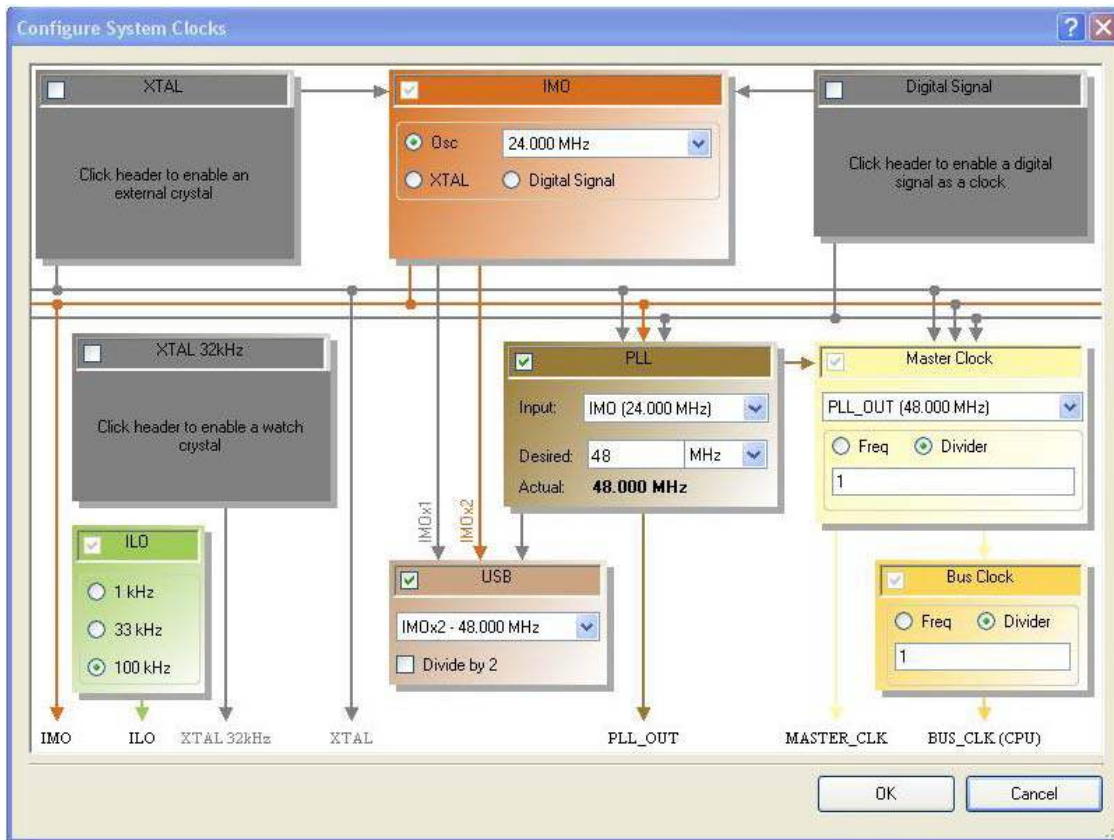 Configure System Clocks
XTAL
Click header to enable an
external crystal
IMO
Osc
24.000 MHz
XTAL
Digital Signal
Digital Signal
Click header to enable a digital
signal as a clock
XTAL 32kHz
Click header to enable a watch
crystal
PLL
Input:
IMO (24.000 MHz)
Desired:
48
MHz
Actual:
48.000 MHz
Master Clock
PLL_OUT (48.000 MHz)
Freq
Divider
1
IMOx1
IMOx2
ILO
1 kHz
33 kHz
100 kHz
USB
IMOx2 - 48.000 MHz
Divide by 2
Bus Clock
Freq
Divider
1
IMO
ILO
XTAL 32kHz
XTAL
PLL_OUT
MASTER_CLK
BUS_CLK (CPU)
OK
Cancel